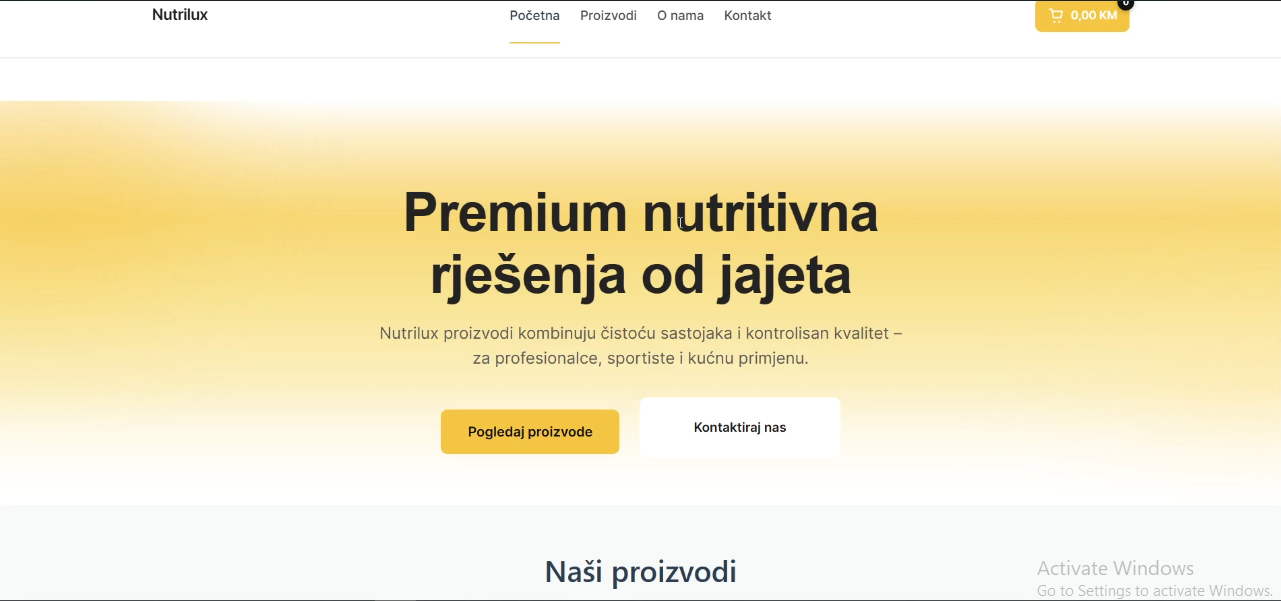 Nutrilux
Početna
Proizvodi
O nama
Kontakt
0
0,00 KM
Premium nutritivna
rješenja od jajeta
Nutrilux proizvodi kombinuju čistoću sastojaka i kontrolisan kvalitet –
za profesionalce, sportiste i kućnu primjenu.
Pogledaj proizvode
Kontaktiraj nas
Naši proizvodi
Activate Windows
Go to Settings to activate Windows.